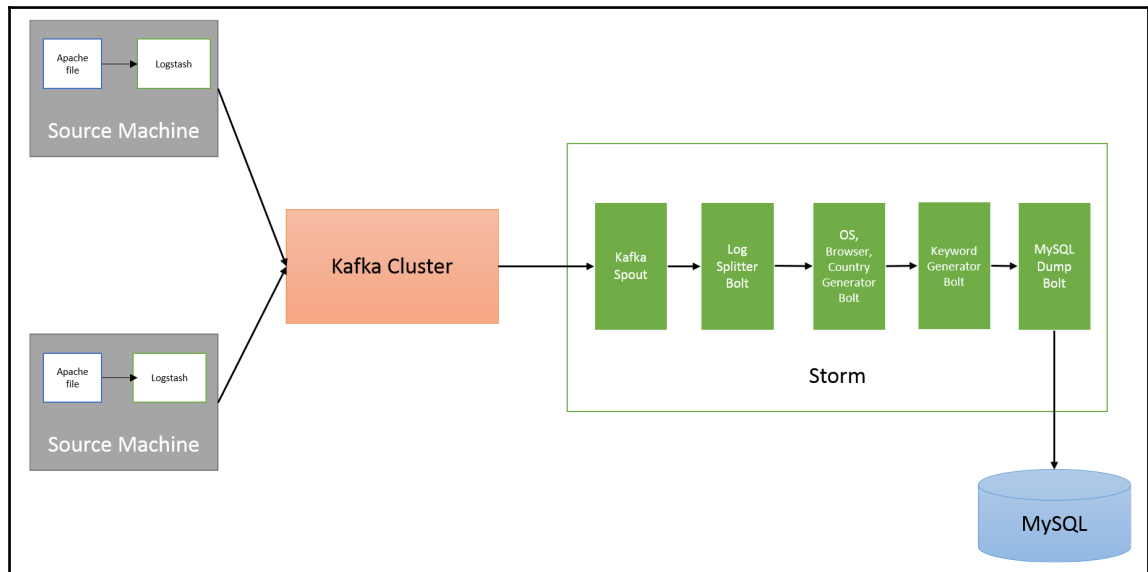 Apache
file
Logstash
Source Machine
Kafka Cluster
Apache
file
Logstash
Source Machine
Kafka
Spout
Log
Splitter
Bolt
OS,
Browser,
Country
Generator
Bolt
Keyword
Generator
Bolt
MySQL
Dump
Bolt
Storm
MySQL